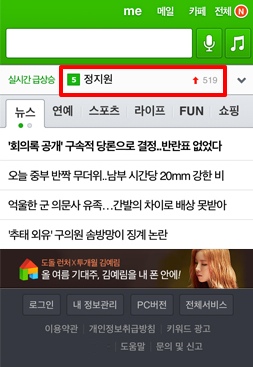 me 메일 카페 전체 N
실시간 급상승 5 정지원 519
뉴스 연예 스포츠 라이프 FUN 쇼핑
'회의록 공개' 구속적 당론으로 결정..반란표 없었다
오늘 중부 반짝 무더위..남부 시간당 20mm 강한 비
억울한 군 의문사 유족…간발의 차이로 배상 못받아
'추태 외유' 구의원 솜방망이 징계 논란
도돌 런처 X 투개월 김예림
올 여름 기대주, 김예림을 내 폰 안에!
로그인 내 정보관리 PC버전 전체서비스
이용약관 개인정보취급방침 키워드 광고
도움말 문의 및 신고